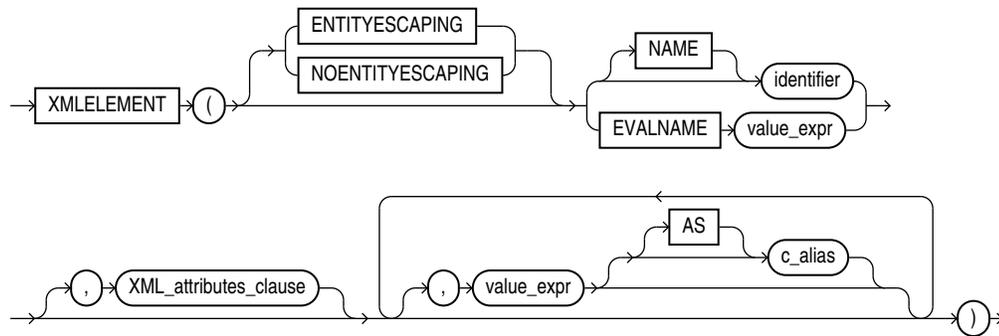 ENTITYESCAPING
NOENTITYESCAPING
NAME
XMLELEMENT ( identifier
EVALNAME value_expr
AS
, XML_attributes_clause , value_expr c_alias
)